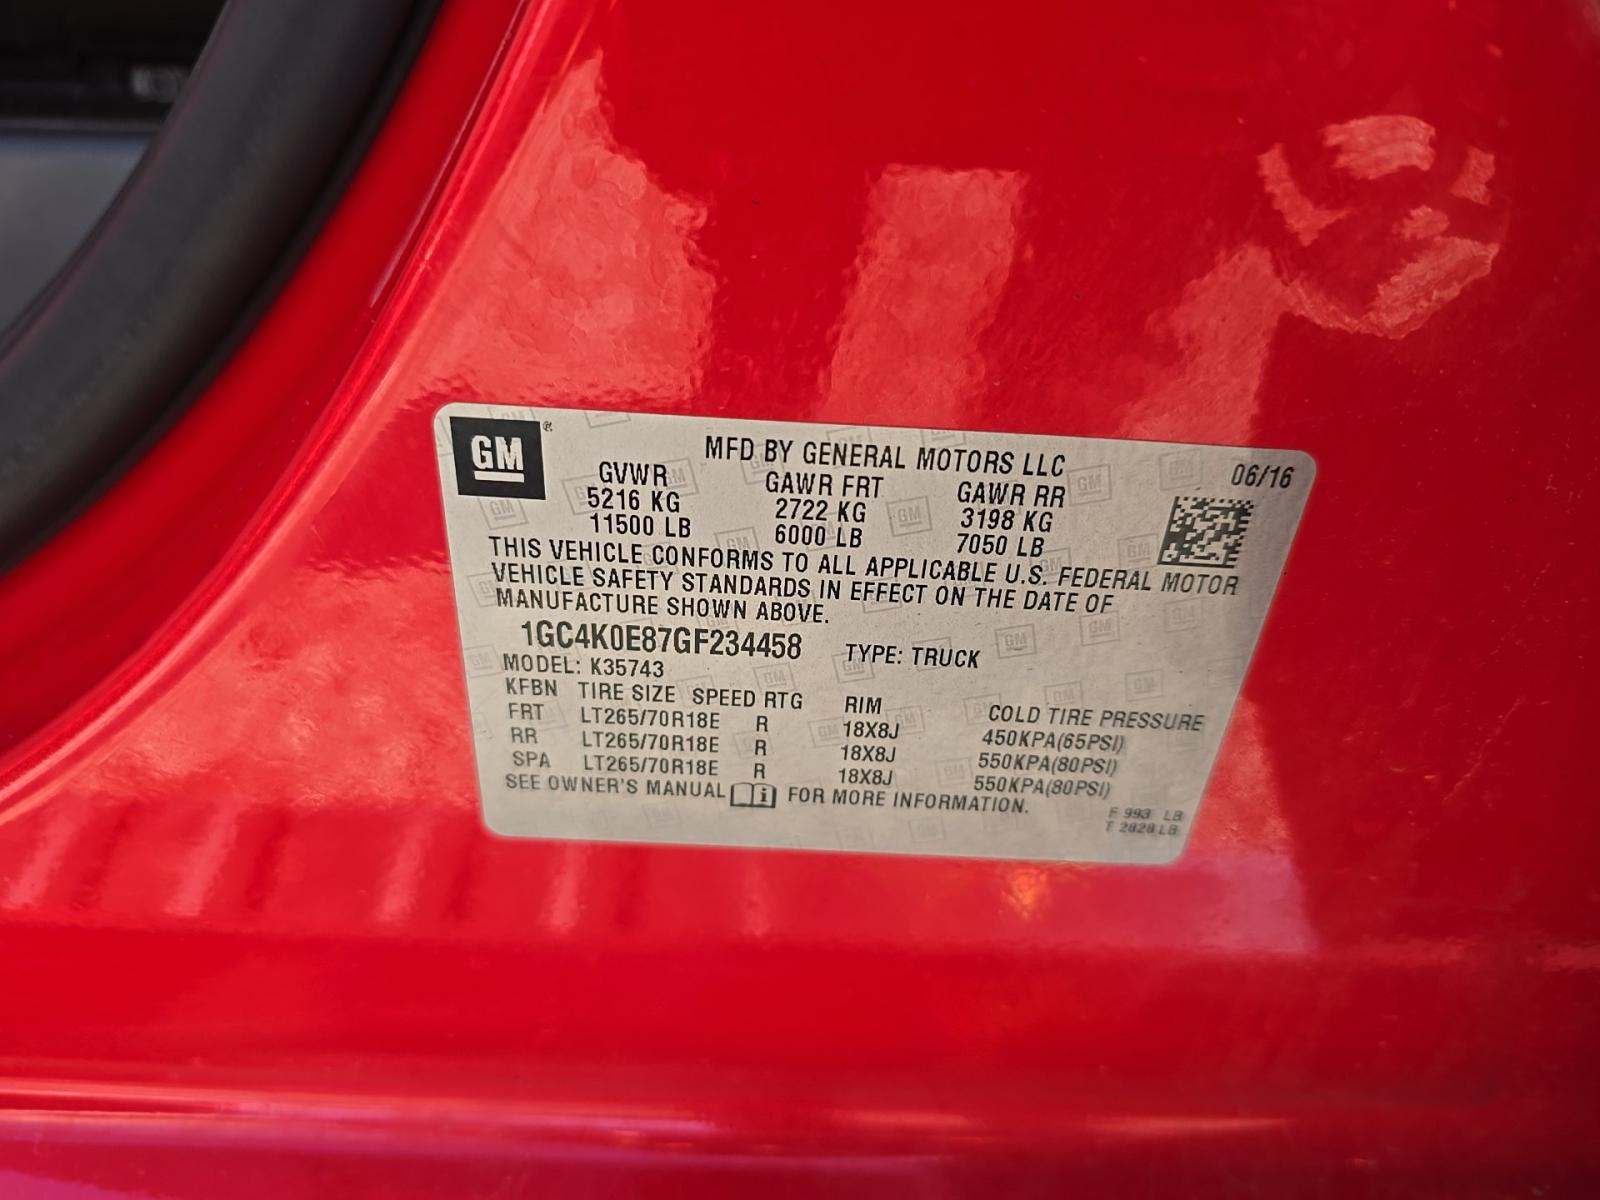 GM®
MFD BY GENERAL MOTORS LLC 06/16
GVWR GAWR FRT GAWR RR
5216 KG 2722 KG 3198 KG
11500 LB 6000 LB 7050 LB
THIS VEHICLE CONFORMS TO ALL APPLICABLE U.S. FEDERAL MOTOR
VEHICLE SAFETY STANDARDS IN EFFECT ON THE DATE OF
MANUFACTURE SHOWN ABOVE.
1GC4K0E87GF234458 TYPE: TRUCK
MODEL: K35743
KFBN TIRE SIZE SPEED RTG RIM COLD TIRE PRESSURE
FRT LT265/70R18E R 18X8J 450KPA(65PSI)
RR LT265/70R18E R 18X8J 550KPA(80PSI)
SPA LT265/70R18E R 18X8J 550KPA(80PSI)
SEE OWNER'S MANUAL i FOR MORE INFORMATION.
F 993 LB
T 2828 LB